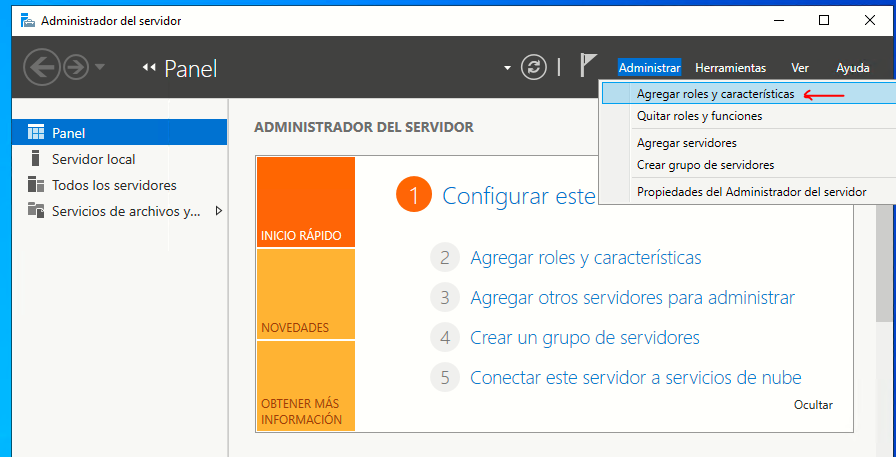 Administrador del servidor
Panel
Administrar
Herramientas
Ver
Ayuda
Agregar roles y características
Quitar roles y funciones
Agregar servidores
Crear grupo de servidores
Propiedades del Administrador del servidor
Panel
Servidor local
Todos los servidores
Servicios de archivos y...
ADMINISTRADOR DEL SERVIDOR
INICIO RÁPIDO
NOVEDADES
OBTENER MÁS
INFORMACIÓN
1 Configurar este
2 Agregar roles y características
3 Agregar otros servidores para administrar
4 Crear un grupo de servidores
5 Conectar este servidor a servicios de nube
Ocultar